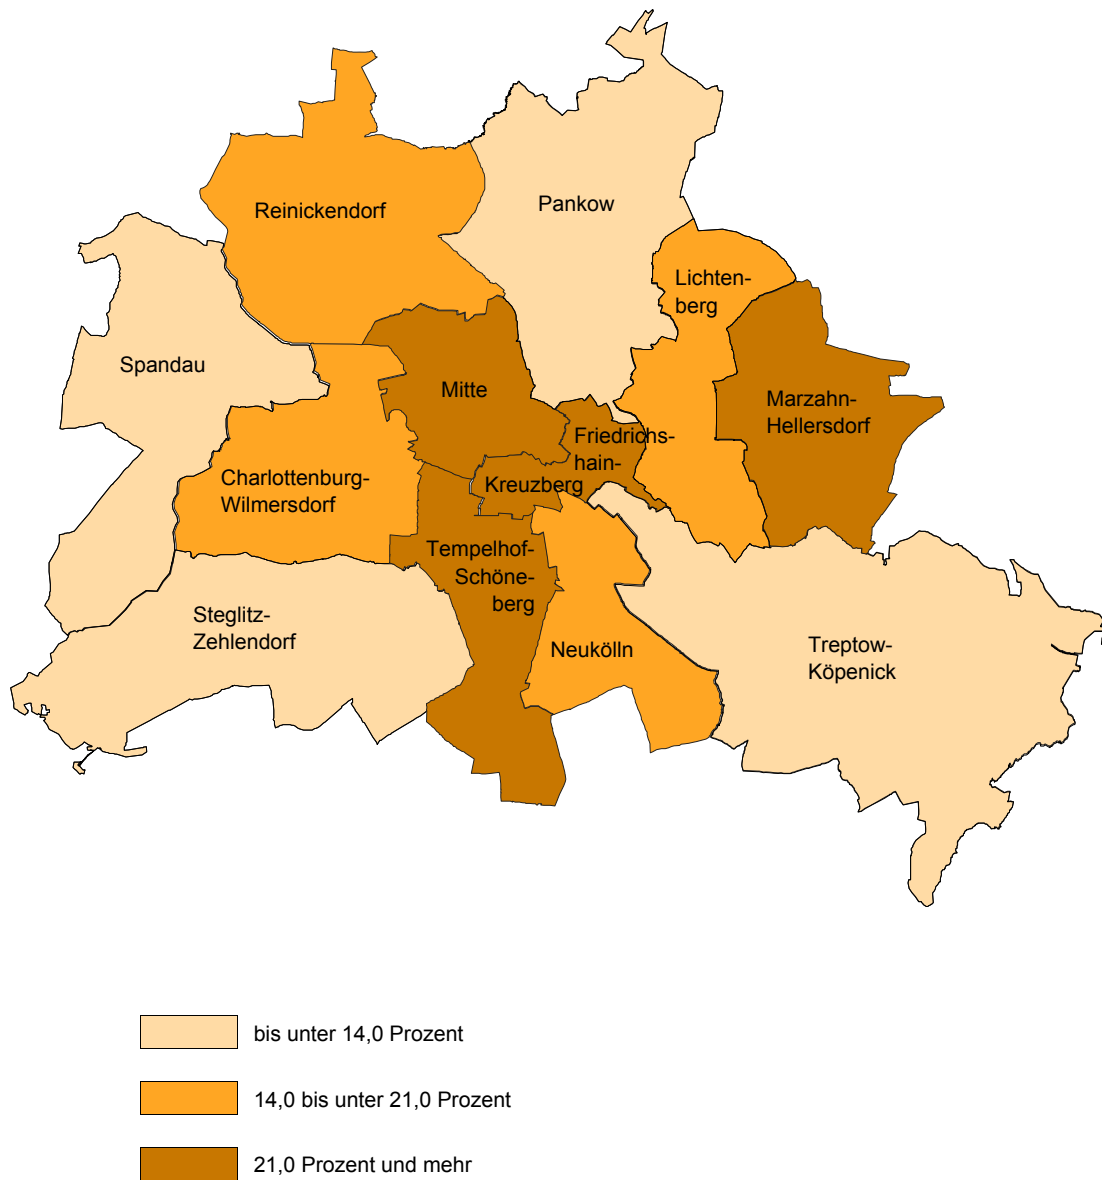 Pankow
Reinickendorf
Lichten-
berg
Spandau
Mitte
Marzahn-
Hellersdorf
Friedrichs-
hain-
Kreuzberg
Charlottenburg-
Wilmersdorf
Tempelhof-
Schöne-
berg
Steglitz-
Zehlendorf
Neukölln
Treptow-
Köpenick
bis unter 14,0 Prozent
14,0 bis unter 21,0 Prozent
21,0 Prozent und mehr